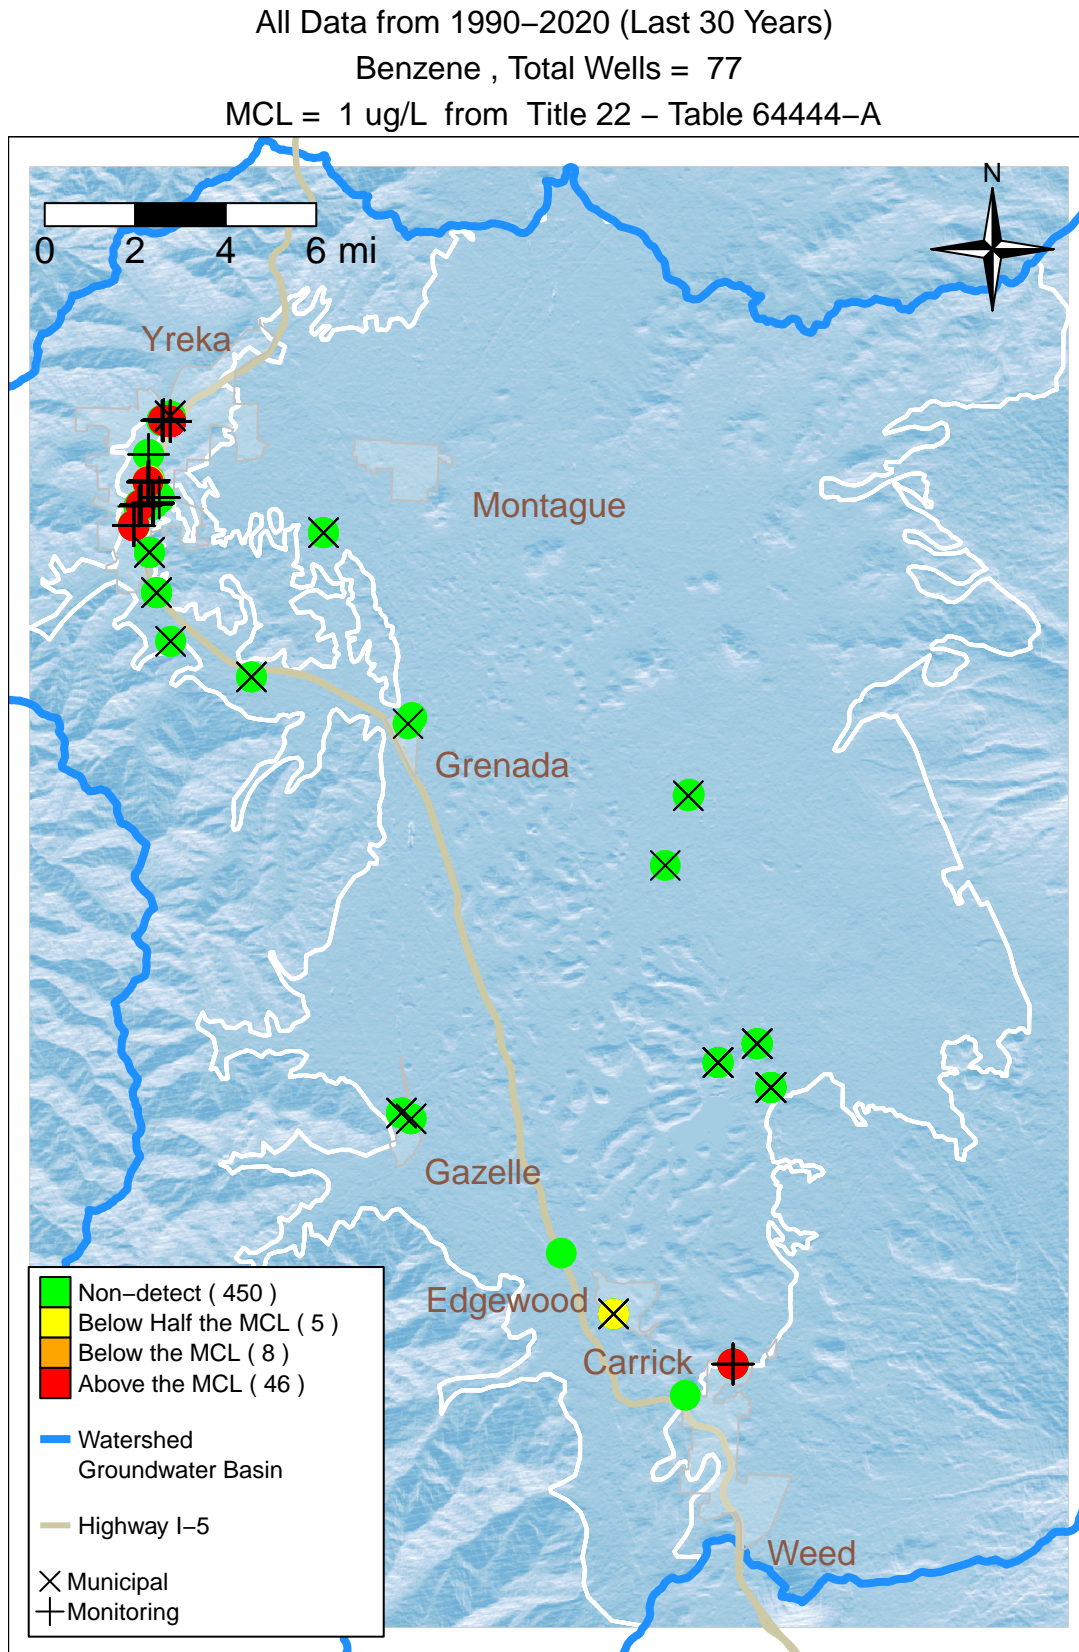 All Data from 1990−2020 (Last 30 Years)
Benzene , Total Wells = 77
MCL = 1 ug/L from Title 22 − Table 64444−A
N
0 2 4 6 mi
Yreka
Montague
Grenada
Gazelle
Edgewood
Carrick
Weed
Non−detect ( 450 )
Below Half the MCL ( 5 )
Below the MCL ( 8 )
Above the MCL ( 46 )
Watershed
Groundwater Basin
Highway I−5
Municipal
Monitoring